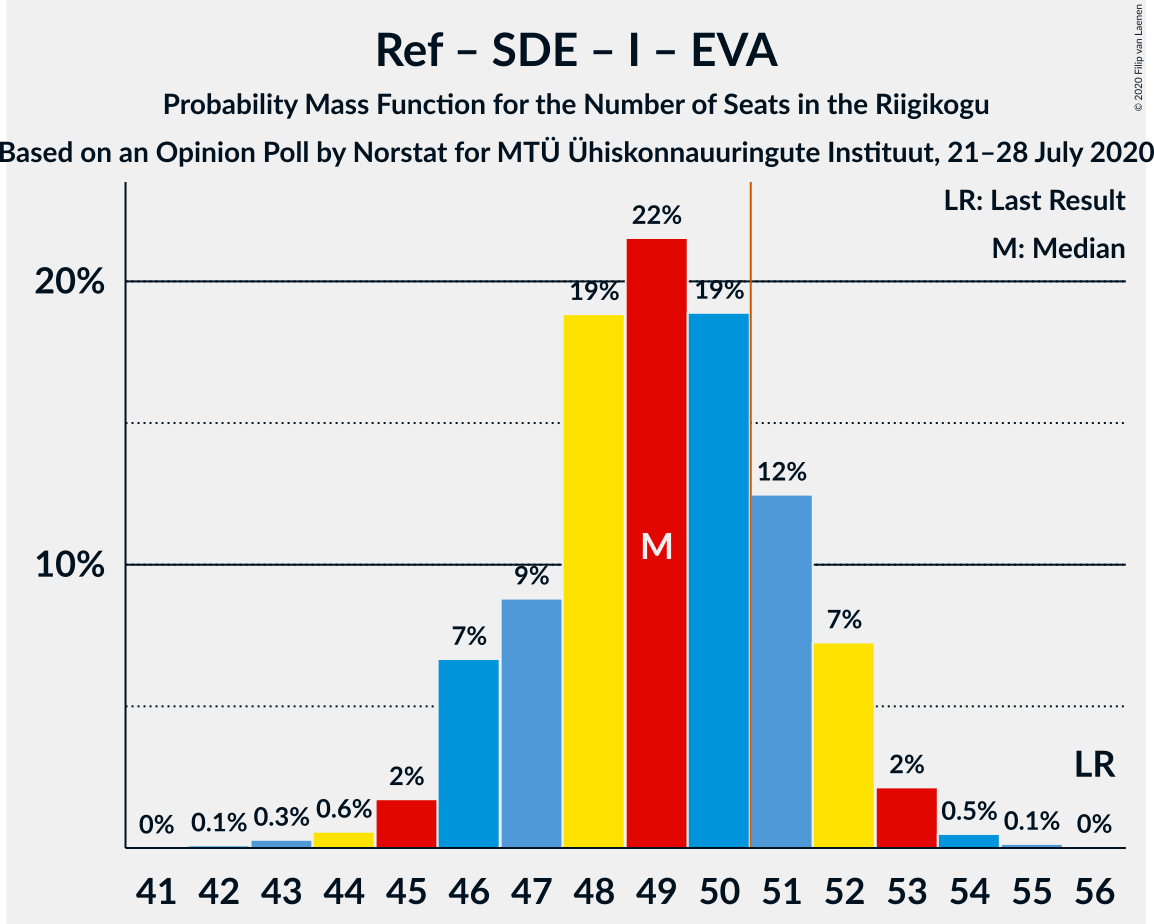 Ref – SDE – I – EVA
Probability Mass Function for the Number of Seats in the Riigikogu
Based on an Opinion Poll by Norstat for MTÜ Ühiskonnauuringute Instituut, 21–28 July 2020
© 2020 Filip van Laenen
LR: Last Result
M: Median
20%
10%
0% 0.1% 0.3% 0.6% 2% 7% 9% 19% 22% 19% 12% 7% 2% 0.5% 0.1% 0%
M
LR
41 42 43 44 45 46 47 48 49 50 51 52 53 54 55 56